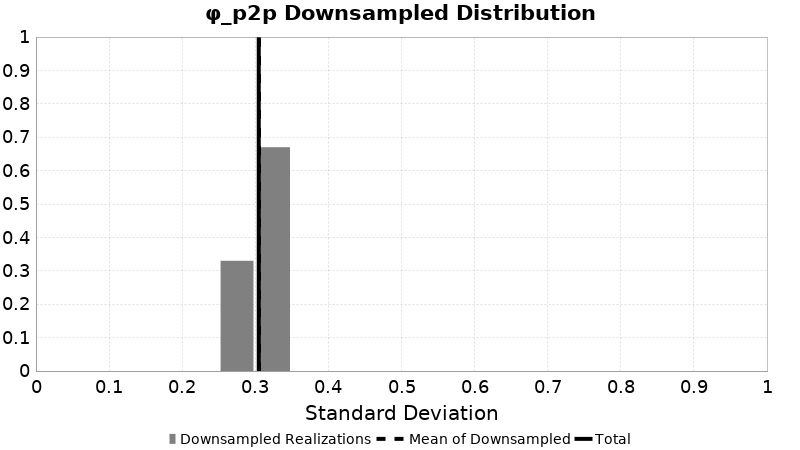 φ_p2p Downsampled Distribution
1
0.9
0.8
0.7
0.6
0.5
0.4
0.3
0.2
0.1
0
0 0.1 0.2 0.3 0.4 0.5 0.6 0.7 0.8 0.9 1
Standard Deviation
Downsampled Realizations Mean of Downsampled Total